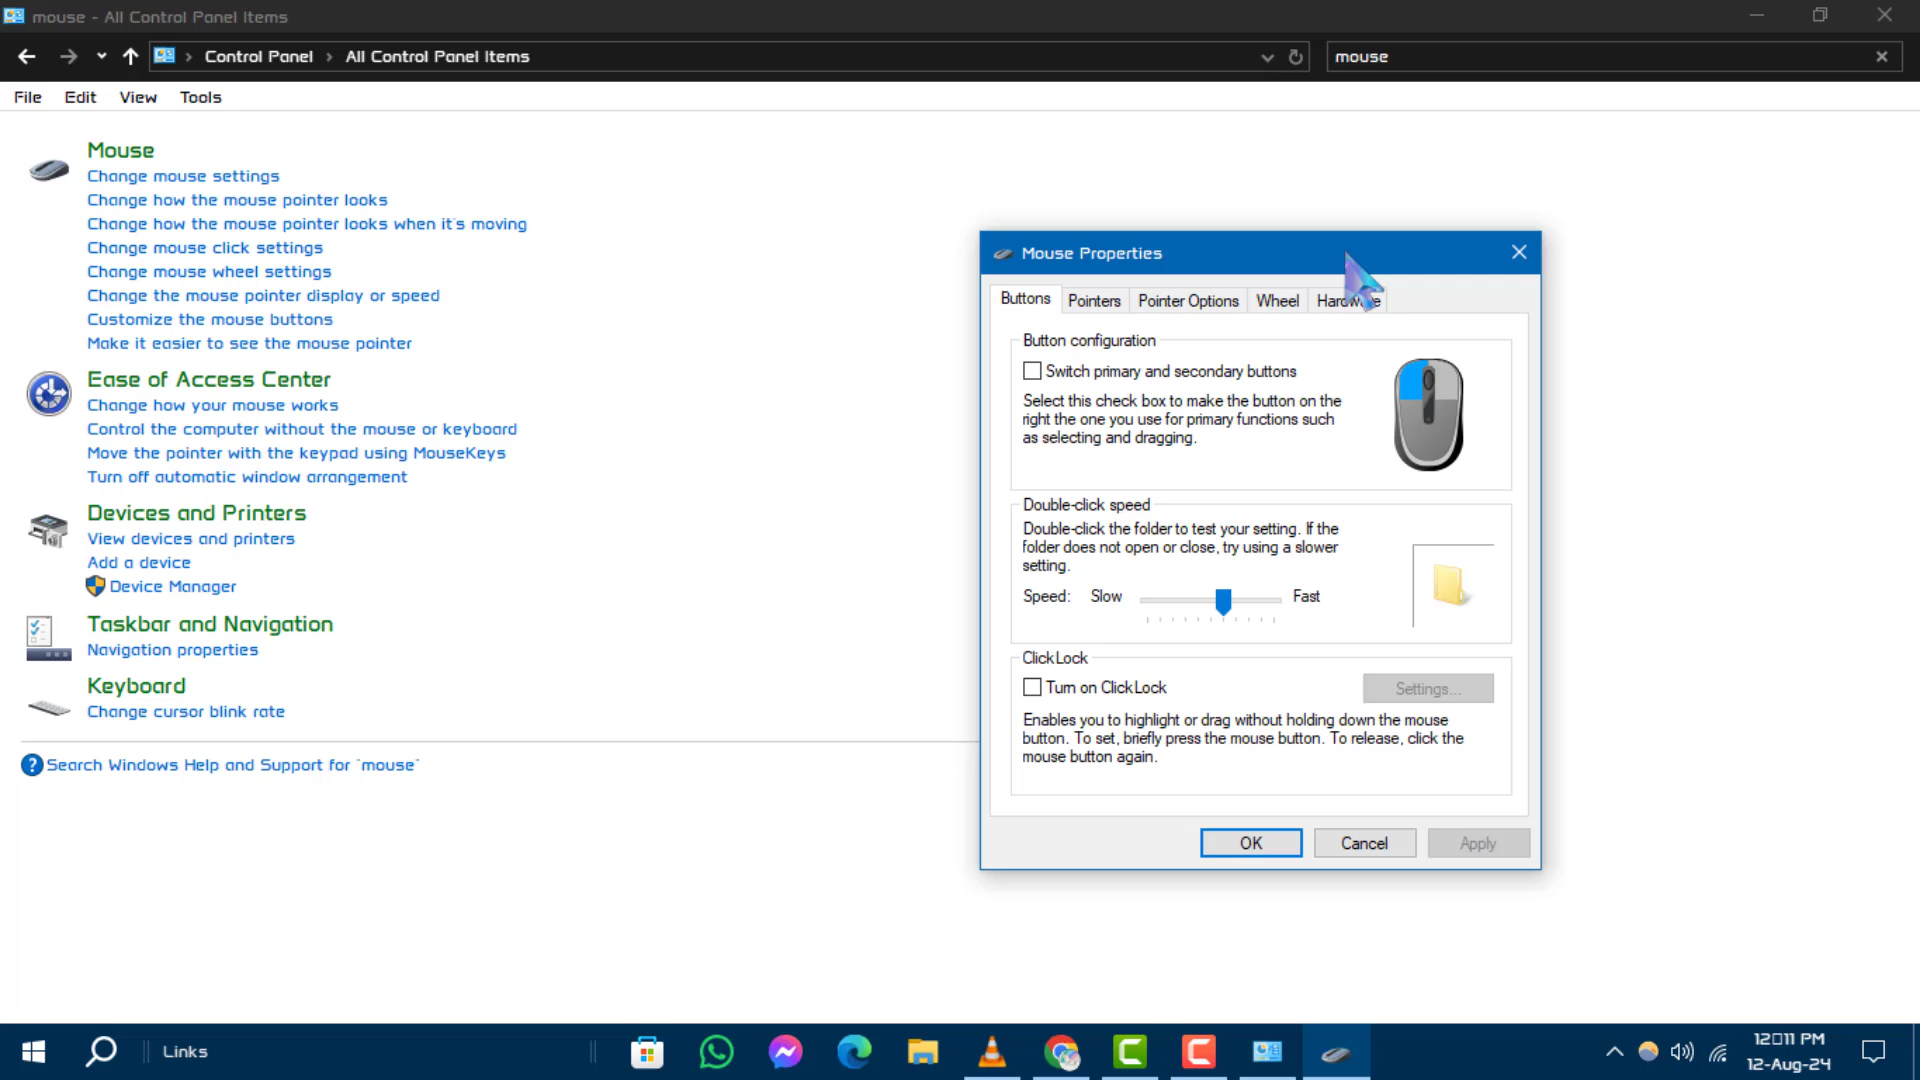 mouse - All Control Panel Items
Control Panel
All Control Panel Items
mouse
File Edit View Tools
Mouse
Change mouse settings
Change how the mouse pointer looks
Change how the mouse pointer looks when it's moving
Change mouse click settings
Change mouse wheel settings
Change the mouse pointer display or speed
Customize the mouse buttons
Make it easier to see the mouse pointer
Ease of Access Center
Change how your mouse works
Control the computer without the mouse or keyboard
Move the pointer with the keypad using MouseKeys
Turn off automatic window arrangement
Devices and Printers
View devices and printers
Add a device
Device Manager
Taskbar and Navigation
Navigation properties
Keyboard
Change cursor blink rate
Search Windows Help and Support for "mouse"
Mouse Properties
Buttons Pointers Pointer Options Wheel Hardware
Button configuration
Switch primary and secondary buttons
Select this check box to make the button on the
right the one you use for primary functions such
as selecting and dragging.
Double-click speed
Double-click the folder to test your setting. If the
folder does not open or close, try using a slower
setting.
Speed: Slow Fast
ClickLock
Turn on ClickLock
Settings...
Enables you to highlight or drag without holding down the mouse
button. To set, briefly press the mouse button. To release, click the
mouse button again.
OK Cancel Apply
Links
12▯11 PM
12-Aug-24